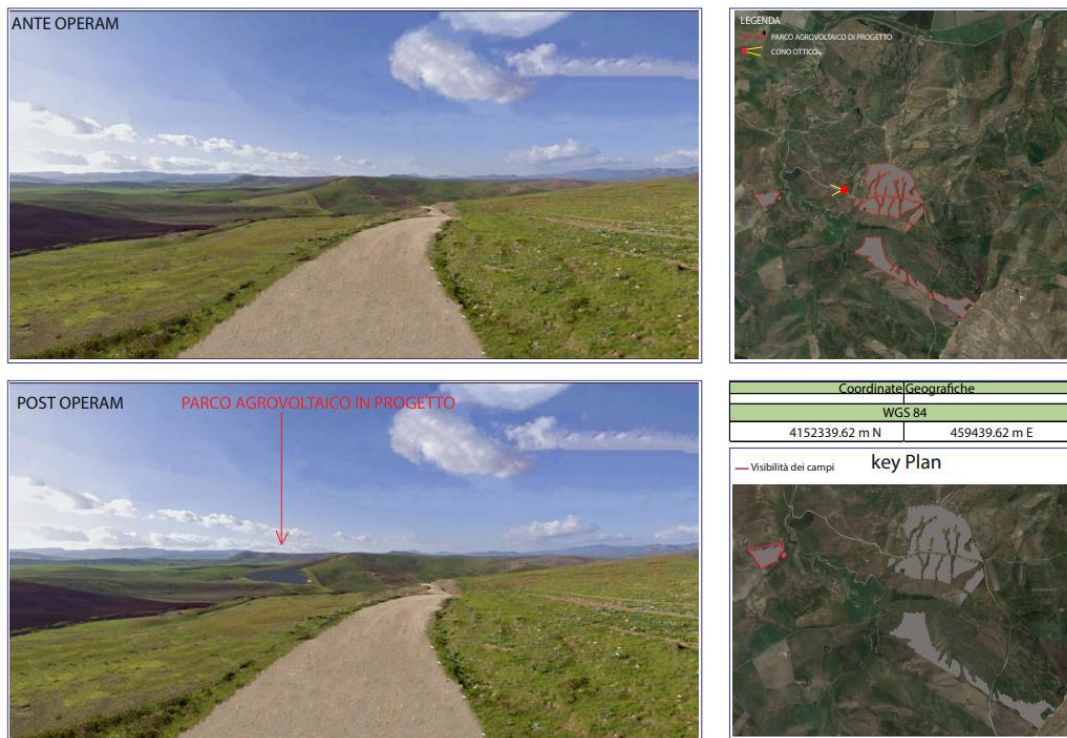 ANTE OPERAM
LEGENDA
PARCO AGROVOLTAICO DI PROGETTO
CONO OTTICO
POST OPERAM
PARCO AGROVOLTAICO IN PROGETTO
Coordinate Geografiche
WGS 84
4152339.62 m N 459439.62 m E
Visibilità dei campi
key Plan